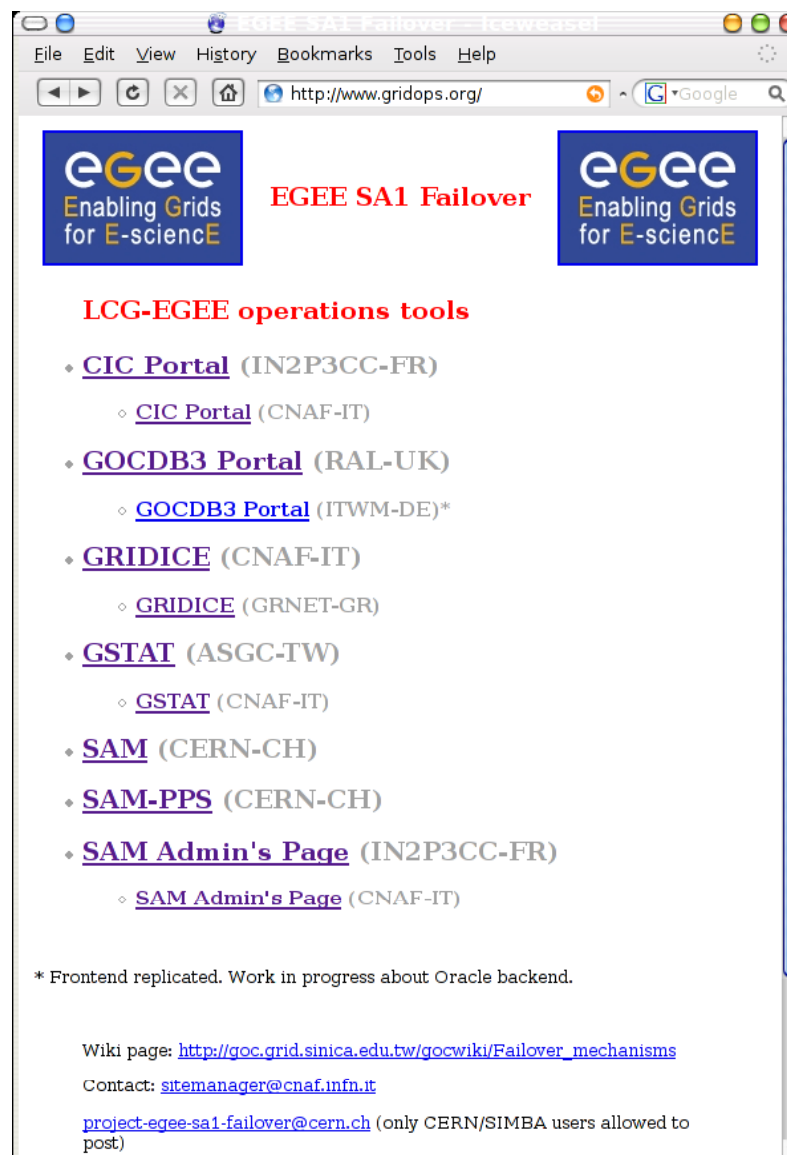 EGEE SA1 Failover - Iceweasel
File Edit View History Bookmarks Tools Help
http://www.gridops.org/ G Google
eGee
Enabling Grids
for E-sciencE
EGEE SA1 Failover
eGee
Enabling Grids
for E-sciencE
LCG-EGEE operations tools
CIC Portal (IN2P3CC-FR)
CIC Portal (CNAF-IT)
GOCDB3 Portal (RAL-UK)
GOCDB3 Portal (ITWM-DE)*
GRIDICE (CNAF-IT)
GRIDICE (GRNET-GR)
GSTAT (ASGC-TW)
GSTAT (CNAF-IT)
SAM (CERN-CH)
SAM-PPS (CERN-CH)
SAM Admin's Page (IN2P3CC-FR)
SAM Admin's Page (CNAF-IT)
* Frontend replicated. Work in progress about Oracle backend.
Wiki page: http://goc.grid.sinica.edu.tw/gocwiki/Failover_mechanisms
Contact: sitemanager@cnaf.infn.it
project-egee-sa1-failover@cern.ch (only CERN/SIMBA users allowed to
post)